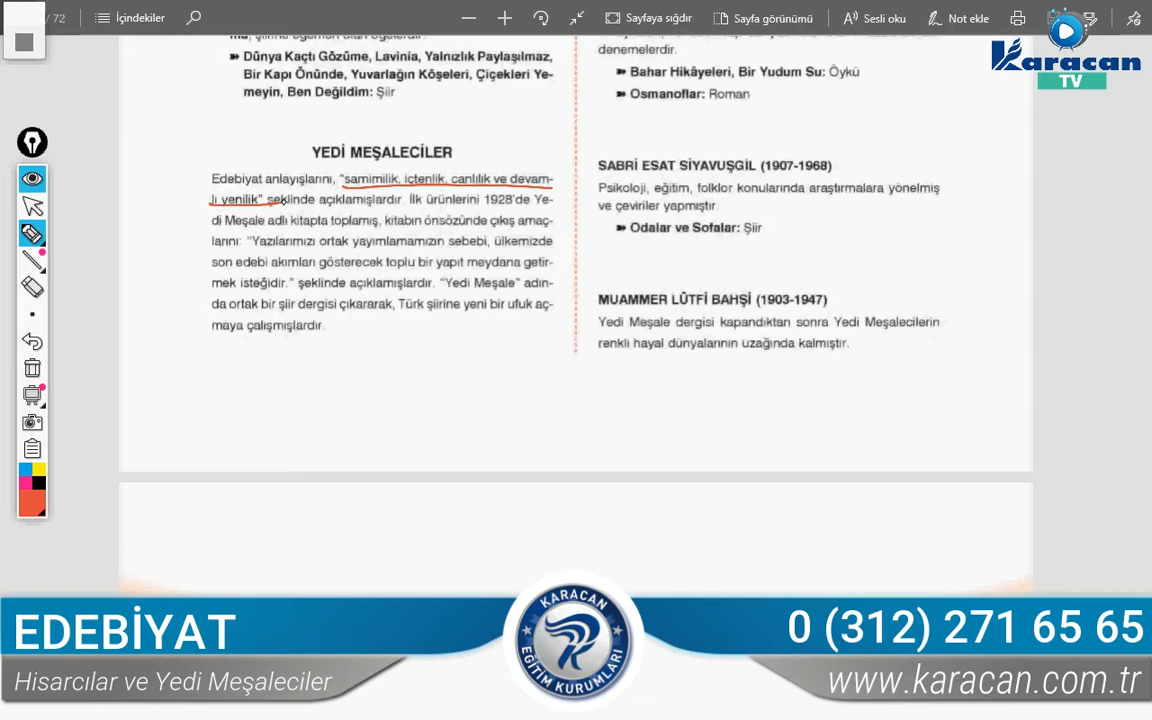 / 72
İçindekiler
Sayfaya sığdır
Sayfa görünümü
Sesli oku
Not ekle
Karacan
TV
➽ Dünya Kaçtı Gözüme, Lavinia, Yalnızlık Paylaşılmaz,
Bir Kapı Önünde, Yuvarlağın Köşeleri, Çiçekleri Ye-
meyin, Ben Değildim: Şiir
YEDİ MEŞALECİLER
Edebiyat anlayışlarını, "samimilik, içtenlik, canlılık ve devam-
lı yenilik" şeklinde açıklamışlardır. İlk ürünlerini 1928'de Ye-
di Meşale adlı kitapta toplamış, kitabın önsözünde çıkış amaç-
larını: "Yazılarımızı ortak yayımlamamızın sebebi, ülkemizde
son edebi akımları gösterecek toplu bir yapıt meydana getir-
mek isteğidir." şeklinde açıklamışlardır. "Yedi Meşale" adın-
da ortak bir şiir dergisi çıkararak, Türk şiirine yeni bir ufuk aç-
maya çalışmışlardır.
denemelerdir.
➽ Bahar Hikâyeleri, Bir Yudum Su: Öykü
➽ Osmanoflar: Roman
SABRİ ESAT SİYAVUŞGİL (1907-1968)
Psikoloji, eğitim, folklor konularında araştırmalara yönelmiş
ve çeviriler yapmıştır.
➽ Odalar ve Sofalar: Şiir
MUAMMER LÜTFİ BAHŞİ (1903-1947)
Yedi Meşale dergisi kapandıktan sonra Yedi Meşalecilerin
renkli hayal dünyalarının uzağında kalmıştır.
EDEBİYAT
Hisarcılar ve Yedi Meşaleciler
KARACAN
EĞİTİM KURUMLARI
0 (312) 271 65 65
www.karacan.com.tr